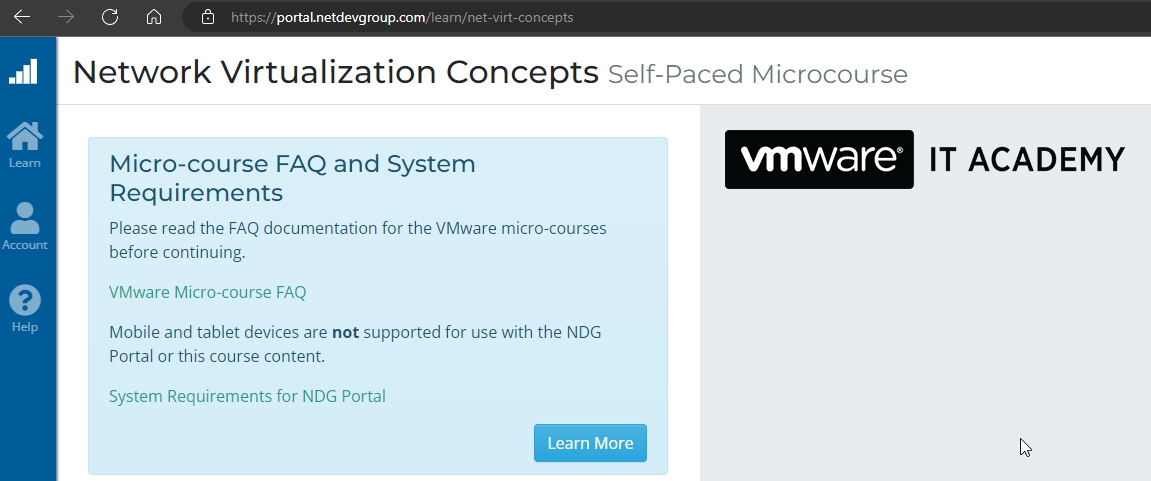 https://portal.netdevgroup.com/learn/net-virt-concepts
Network Virtualization Concepts Self-Paced Microcourse
Learn
Account
Help
Micro-course FAQ and System
Requirements
Please read the FAQ documentation for the VMware micro-courses
before continuing.
VMware Micro-course FAQ
Mobile and tablet devices are not supported for use with the NDG
Portal or this course content.
System Requirements for NDG Portal
Learn More
vmware® IT ACADEMY